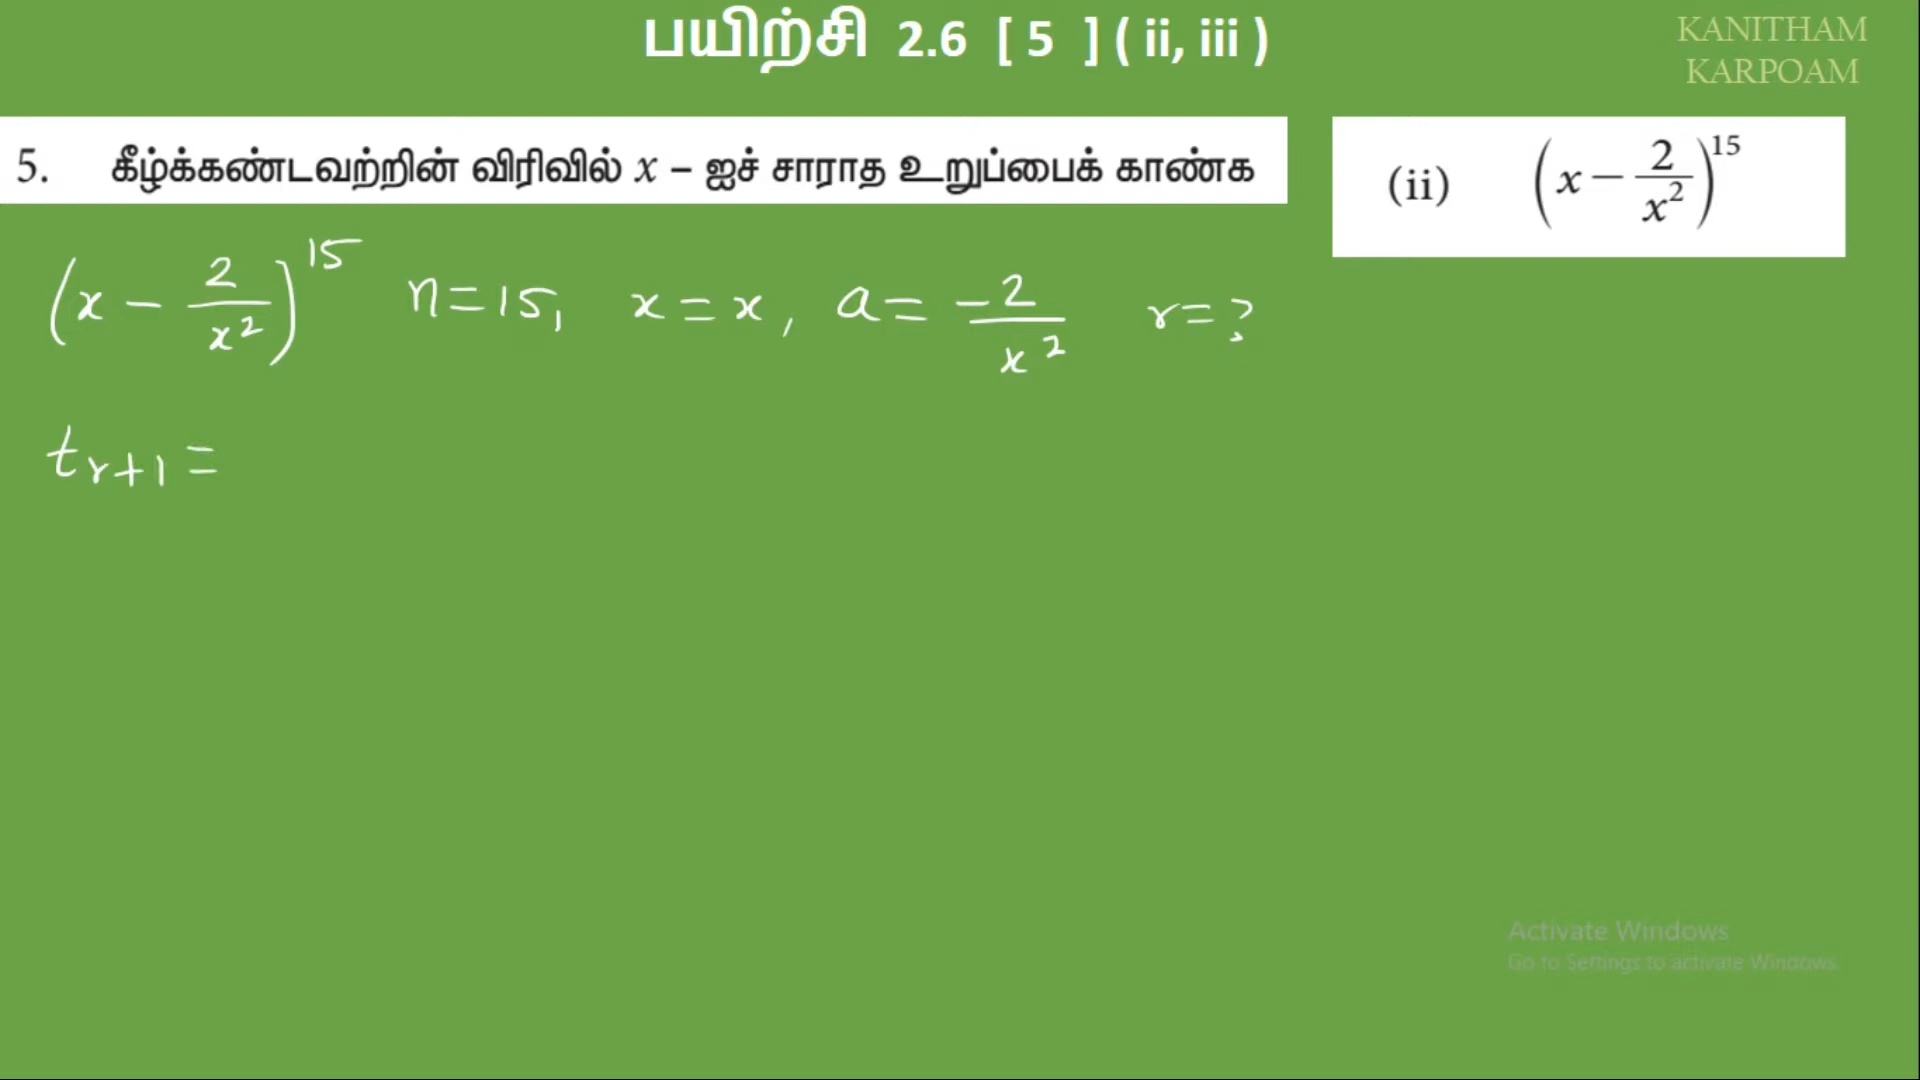 பயிற்சி 2.6 [ 5 ] ( ii, iii )
KANITHAM
KARPOAM
5. கீழ்க்கண்டவற்றின் விரிவில் x – ஐச் சாராத உறுப்பைக் காண்க
(ii) (x − 2/x²)¹⁵
(x − 2/x²)¹⁵ n=15, x=x, a=−2/x² r=?
tᵣ₊₁ =
Activate Windows
Go to Settings to activate Windows.